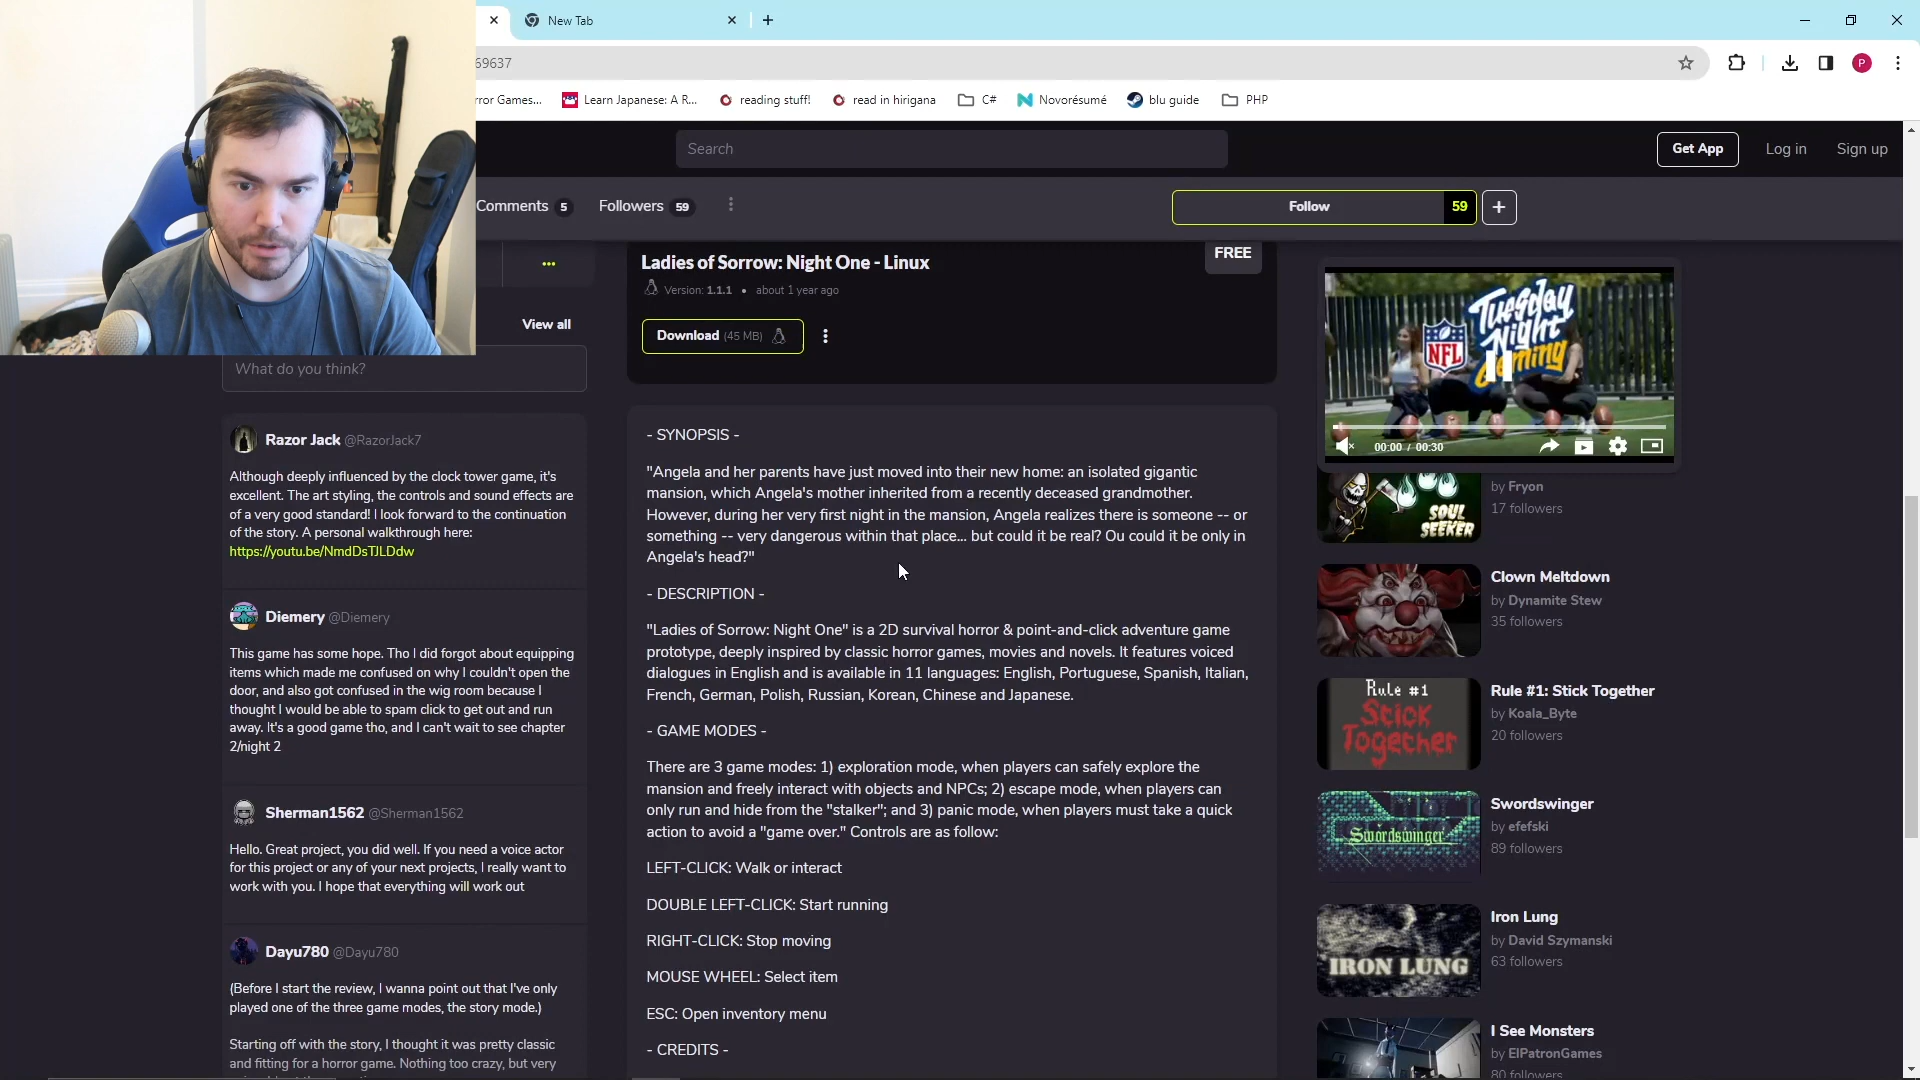 New Tab
69637
rror Games...
Learn Japanese: A R...
reading stuff!
read in hirigana
C#
Novorésumé
blu guide
PHP
Search
Get App
Log in
Sign up
Comments 5
Followers 59
Follow 59
View all
What do you think?
Razor Jack @RazorJack7
Although deeply influenced by the clock tower game, it's
excellent. The art styling, the controls and sound effects are
of a very good standard! I look forward to the continuation
of the story. A personal walkthrough here:
https://youtu.be/NmdDsTJLDdw
Diemery @Diemery
This game has some hope. Tho I did forgot about equipping
items which made me confused on why I couldn't open the
door, and also got confused in the wig room because I
thought I would be able to spam click to get out and run
away. It's a good game tho, and I can't wait to see chapter
2/night 2
Sherman1562 @Sherman1562
Hello. Great project, you did well. If you need a voice actor
for this project or any of your next projects, I really want to
work with you. I hope that everything will work out
Dayu780 @Dayu780
(Before I start the review, I wanna point out that I've only
played one of the three game modes, the story mode.)
Starting off with the story, I thought it was pretty classic
and fitting for a horror game. Nothing too crazy, but very
Ladies of Sorrow: Night One - Linux
FREE
Version: 1.1.1 • about 1 year ago
Download (45 MB)
- SYNOPSIS -
"Angela and her parents have just moved into their new home: an isolated gigantic
mansion, which Angela's mother inherited from a recently deceased grandmother.
However, during her very first night in the mansion, Angela realizes there is someone -- or
something -- very dangerous within that place... but could it be real? Ou could it be only in
Angela's head?"
- DESCRIPTION -
"Ladies of Sorrow: Night One" is a 2D survival horror & point-and-click adventure game
prototype, deeply inspired by classic horror games, movies and novels. It features voiced
dialogues in English and is available in 11 languages: English, Portuguese, Spanish, Italian,
French, German, Polish, Russian, Korean, Chinese and Japanese.
- GAME MODES -
There are 3 game modes: 1) exploration mode, when players can safely explore the
mansion and freely interact with objects and NPCs; 2) escape mode, when players can
only run and hide from the "stalker"; and 3) panic mode, when players must take a quick
action to avoid a "game over." Controls are as follow:
LEFT-CLICK: Walk or interact
DOUBLE LEFT-CLICK: Start running
RIGHT-CLICK: Stop moving
MOUSE WHEEL: Select item
ESC: Open inventory menu
- CREDITS -
NFL
Tuesday
Night
Gaming
00:00 / 00:30
SOUL
SEEKER
by Fryon
17 followers
Clown Meltdown
by Dynamite Stew
35 followers
Rule #1
Stick
Together
Rule #1: Stick Together
by Koala_Byte
20 followers
Swordswinger
Swordswinger
by efefski
89 followers
IRON LUNG
Iron Lung
by David Szymanski
63 followers
I See Monsters
by ElPatronGames
80 followers
P